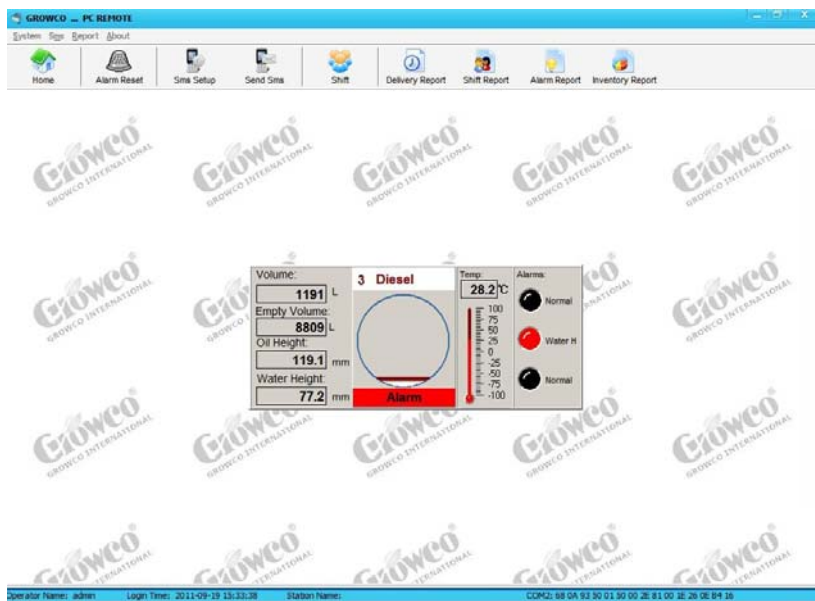 GROWCO ... PC REMOTE
System Sms Report About
Home Alarm Reset Sms Setup Send Sms Shift Delivery Report Shift Report Alarm Report Inventory Report
GROWCO INTERNATIONAL
Volume:
1191 L
Empty Volume:
8809 L
Oil Height:
119.1 mm
Water Height:
77.2 mm
3 Diesel
Alarm
Temp:
28.2 ℃
100
75
50
25
0
-25
-50
-75
-100
Alarms:
Normal
Water H
Normal
Operator Name: admin Login Time: 2011-09-19 15:33:38 Station Name: COM2: 68 0A 93 50 01 50 00 2E 81 00 1E 26 0E B4 16